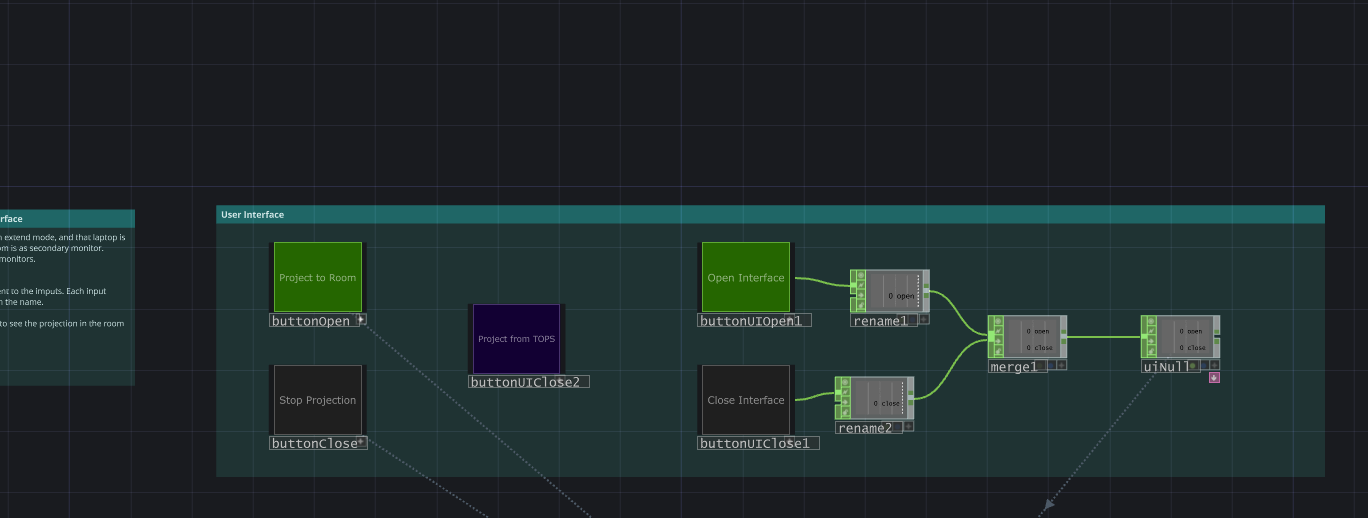 rface
n extend mode, and that laptop is
om is as secondary monitor.
monitors.
ent to the imputs. Each input
n the name.
to see the projection in the room
User Interface
Project to Room
buttonOpen
Project from TOPS
buttonUIClose2
Stop Projection
buttonClose
Open Interface
buttonUIOpen1
0 open
rename1
Close Interface
buttonUIClose1
0 close
rename2
0 open
0 close
merge1
0 open
0 close
uiNull